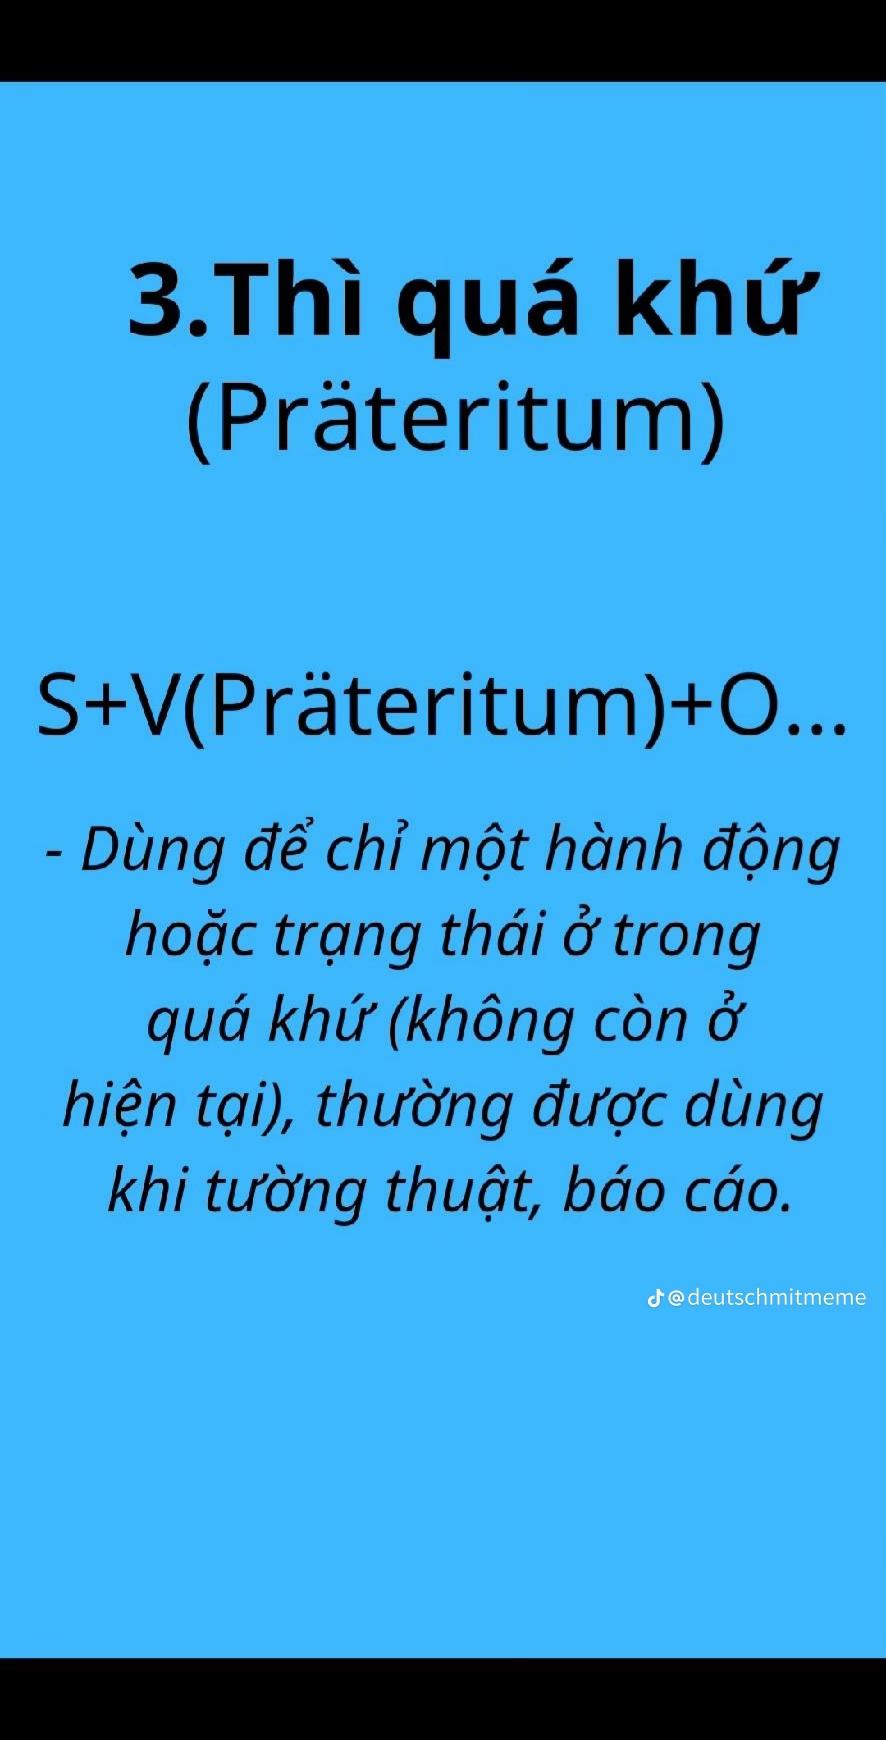 3.Thì quá khứ
(Präteritum)
S+V(Präteritum)+O...
- Dùng để chỉ một hành động
hoặc trạng thái ở trong
quá khứ (không còn ở
hiện tại), thường được dùng
khi tường thuật, báo cáo.
@deutschmitmeme